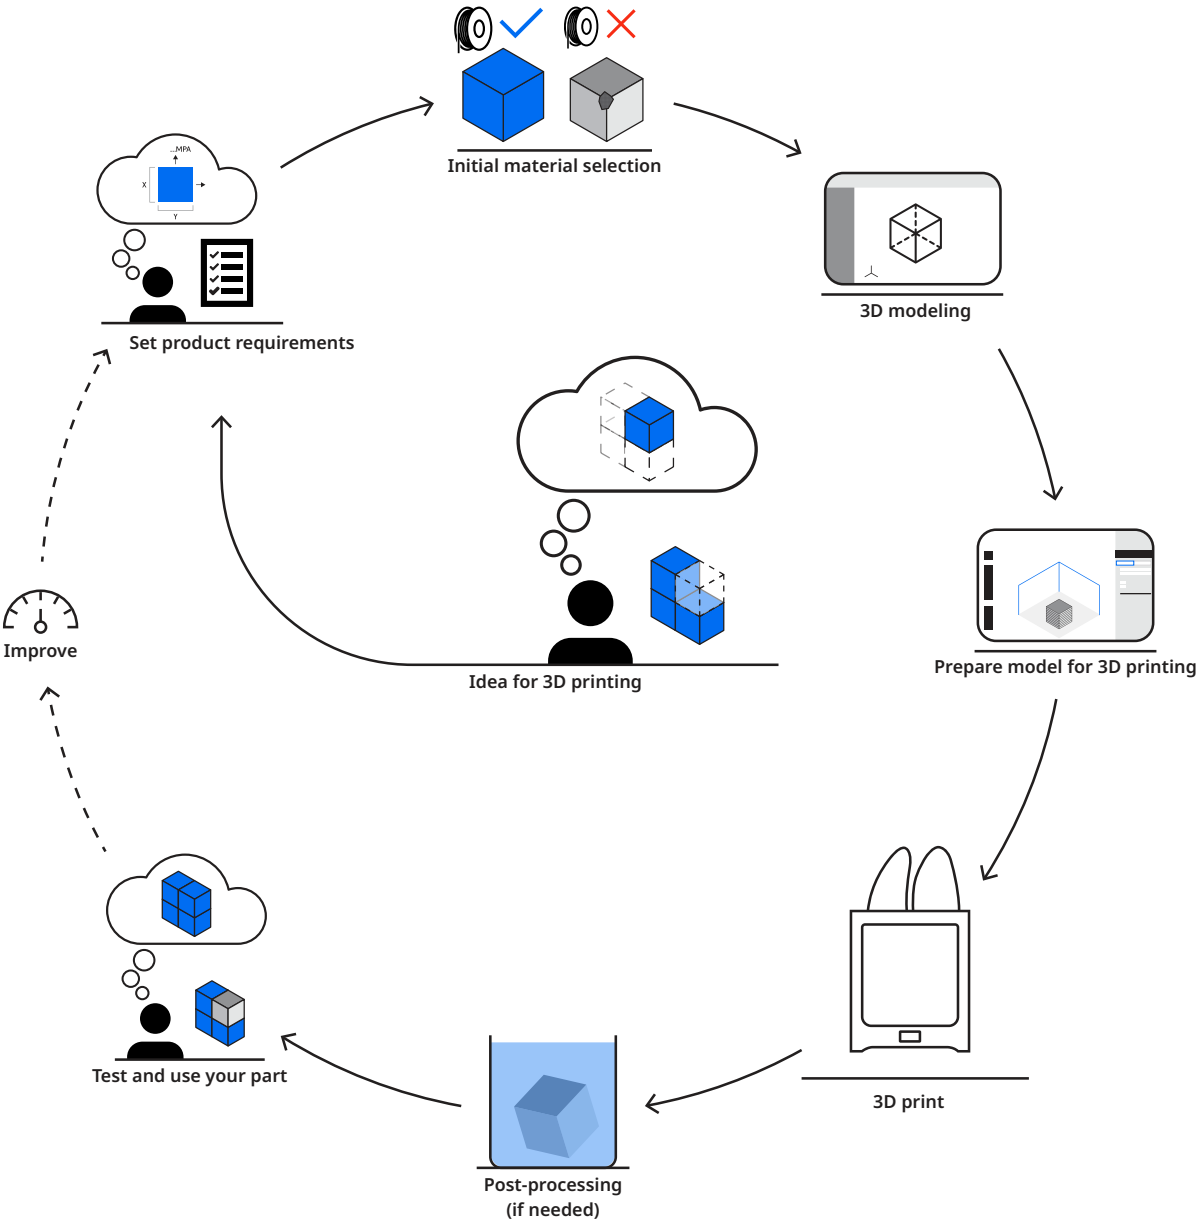 Initial material selection
...MPA
X
Y
Set product requirements
3D modeling
Idea for 3D printing
Improve
Prepare model for 3D printing
Test and use your part
3D print
Post-processing
(if needed)